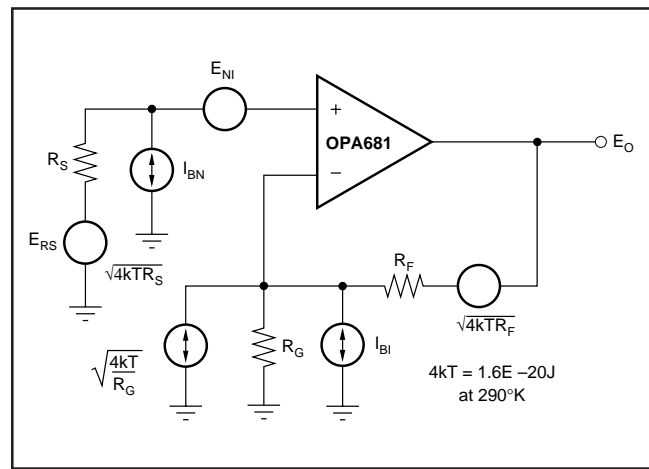 E_NI
+
OPA681
−
E_O
R_S
I_BN
E_RS
√4kTR_S
R_F
√4kTR_F
√4kT/R_G
R_G
I_BI
4kT = 1.6E –20J
at 290°K